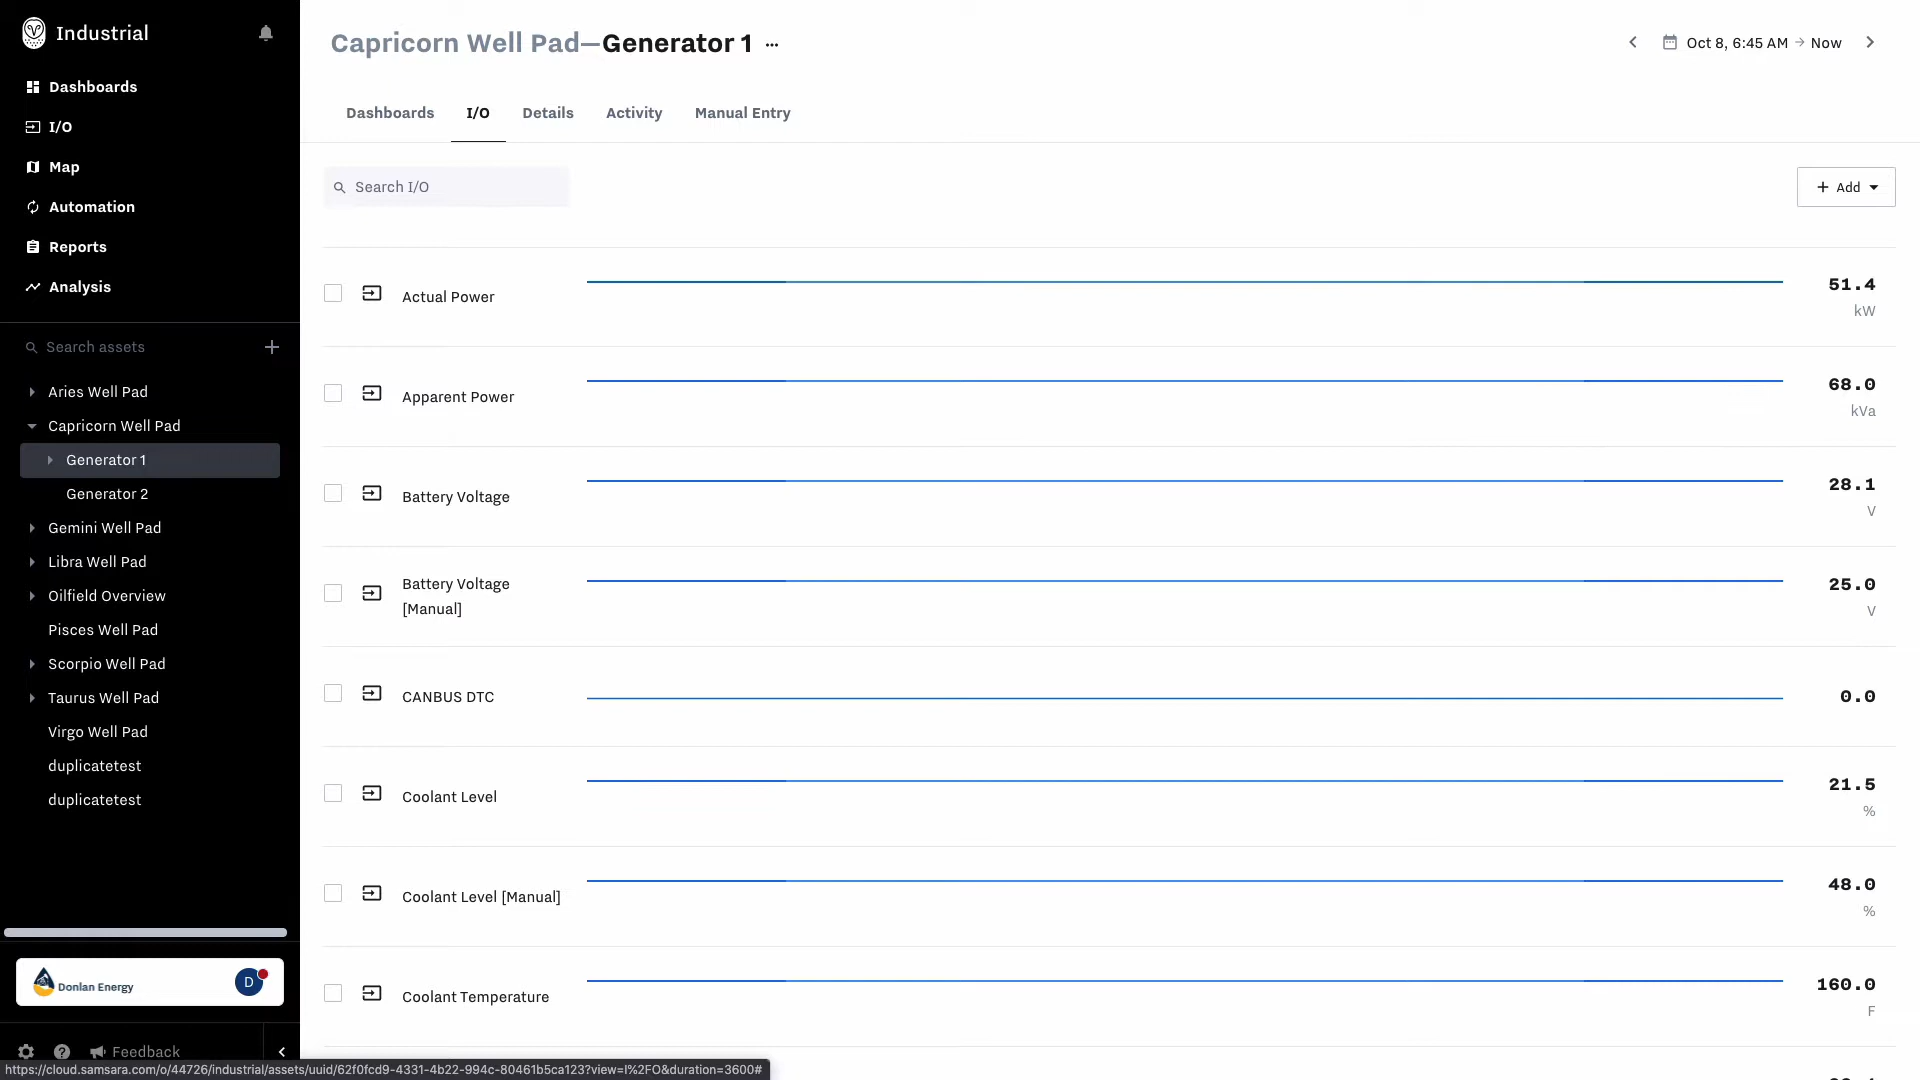 Industrial
Dashboards
I/O
Map
Automation
Reports
Analysis
Search assets
Aries Well Pad
Capricorn Well Pad
Generator 1
Generator 2
Gemini Well Pad
Libra Well Pad
Oilfield Overview
Pisces Well Pad
Scorpio Well Pad
Taurus Well Pad
Virgo Well Pad
duplicatetest
duplicatetest
Donlan Energy
D
Feedback
https://cloud.samsara.com/o/44726/industrial/assets/uuid/62f0fcd9-4331-4b22-994c-80461b5ca123?view=I%2FO&duration=3600#
Capricorn Well Pad—Generator 1 ...
Oct 8, 6:45 AM → Now
Dashboards I/O Details Activity Manual Entry
Search I/O
+ Add
Actual Power
51.4
kW
Apparent Power
68.0
kVa
Battery Voltage
28.1
V
Battery Voltage
[Manual]
25.0
V
CANBUS DTC
0.0
Coolant Level
21.5
%
Coolant Level [Manual]
48.0
%
Coolant Temperature
160.0
F